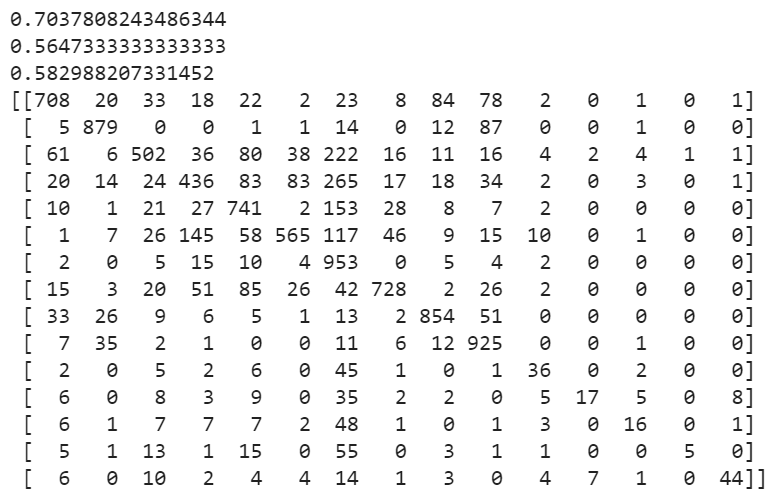 0.7037808243486344
0.5647333333333333
0.582988207331452
[[708  20  33  18  22   2  23   8  84  78   2   0   1   0   1]
 [  5 879   0   0   1   1  14   0  12  87   0   0   1   0   0]
 [ 61   6 502  36  80  38 222  16  11  16   4   2   4   1   1]
 [ 20  14  24 436  83  83 265  17  18  34   2   0   3   0   1]
 [ 10   1  21  27 741   2 153  28   8   7   2   0   0   0   0]
 [  1   7  26 145  58 565 117  46   9  15  10   0   1   0   0]
 [  2   0   5  15  10   4 953   0   5   4   2   0   0   0   0]
 [ 15   3  20  51  85  26  42 728   2  26   2   0   0   0   0]
 [ 33  26   9   6   5   1  13   2 854  51   0   0   0   0   0]
 [  7  35   2   1   0   0  11   6  12 925   0   0   1   0   0]
 [  2   0   5   2   6   0  45   1   0   1  36   0   2   0   0]
 [  6   0   8   3   9   0  35   2   2   0   5  17   5   0   8]
 [  6   1   7   7   7   2  48   1   0   1   3   0  16   0   1]
 [  5   1  13   1  15   0  55   0   3   1   1   0   0   5   0]
 [  6   0  10   2   4   4  14   1   3   0   4   7   1   0  44]]